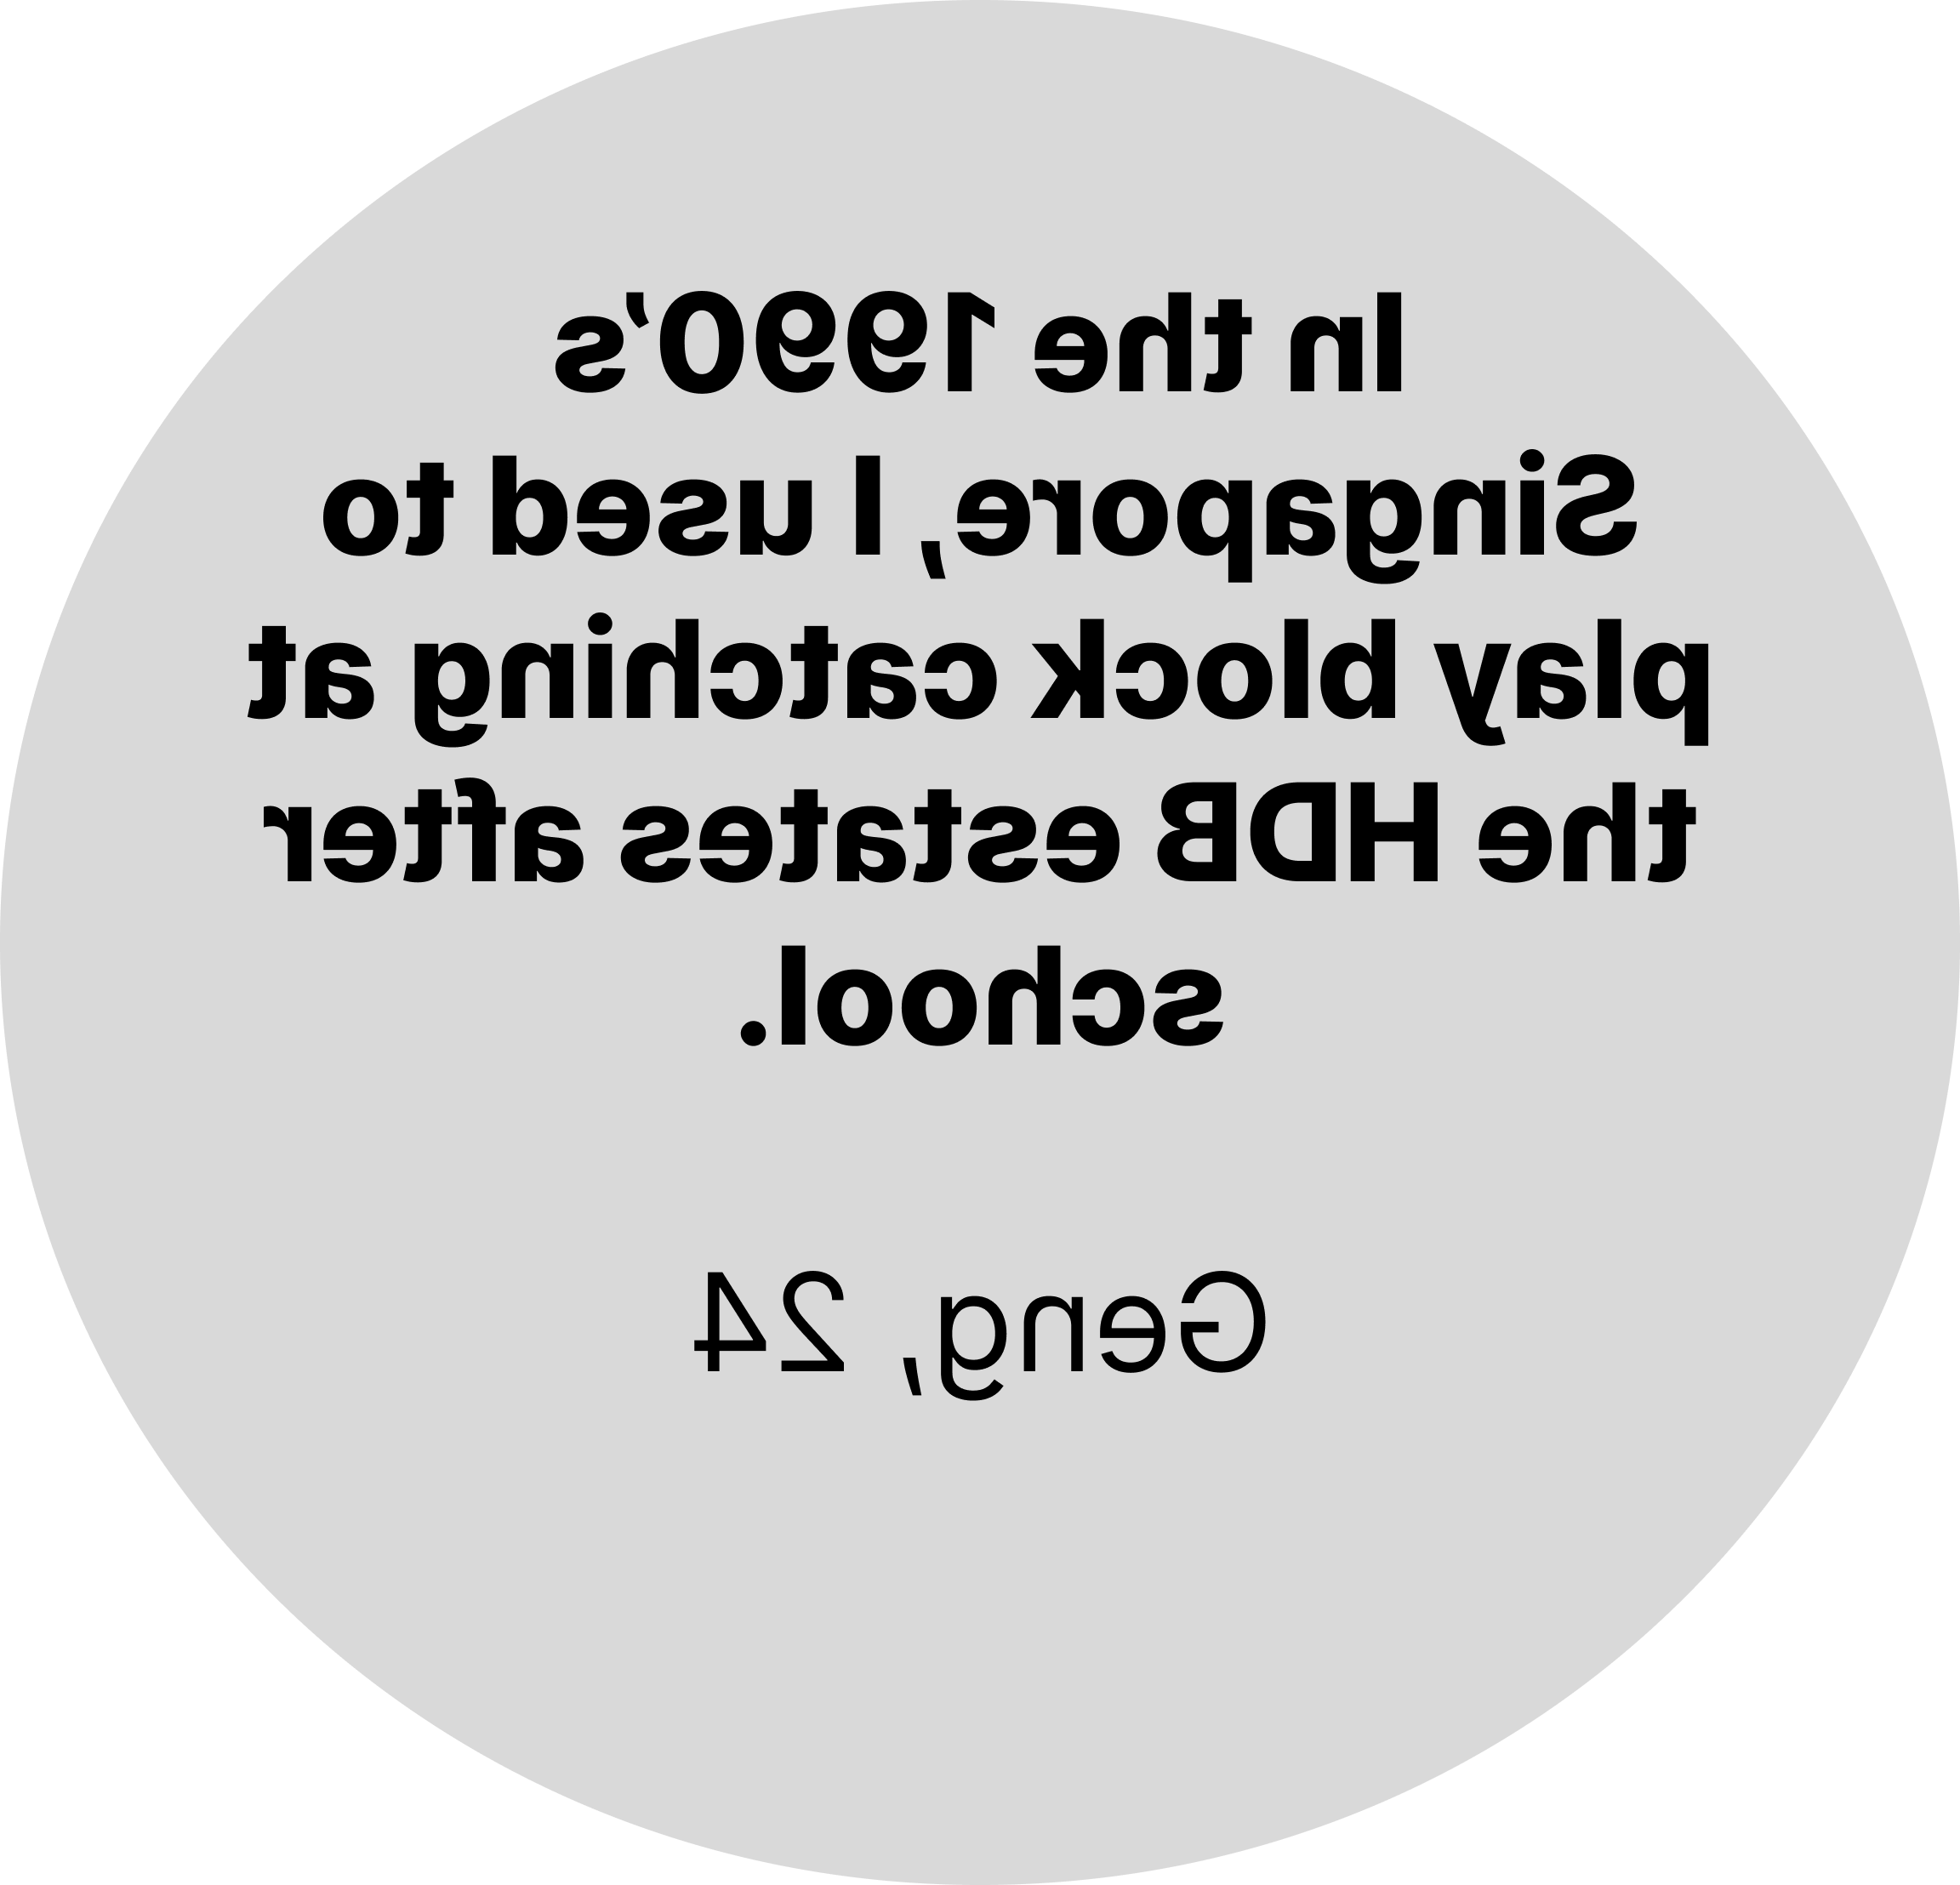 In the 1990's
Singapore, I used to
play block catching at
the HDB estates after
school.
Geng, 24